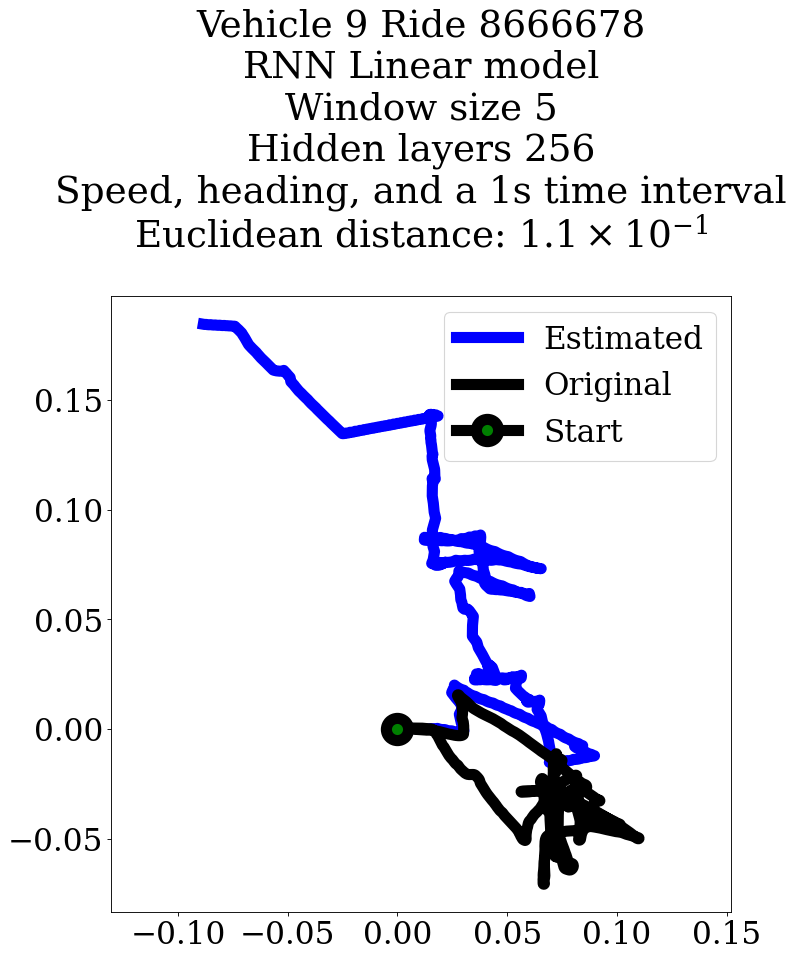 Vehicle 9 Ride 8666678
RNN Linear model
Window size 5
Hidden layers 256
Speed, heading, and a 1s time interval
Euclidean distance: 1.1 × 10⁻¹
Estimated
Original
Start
0.15
0.10
0.05
0.00
−0.05
−0.10 −0.05 0.00 0.05 0.10 0.15